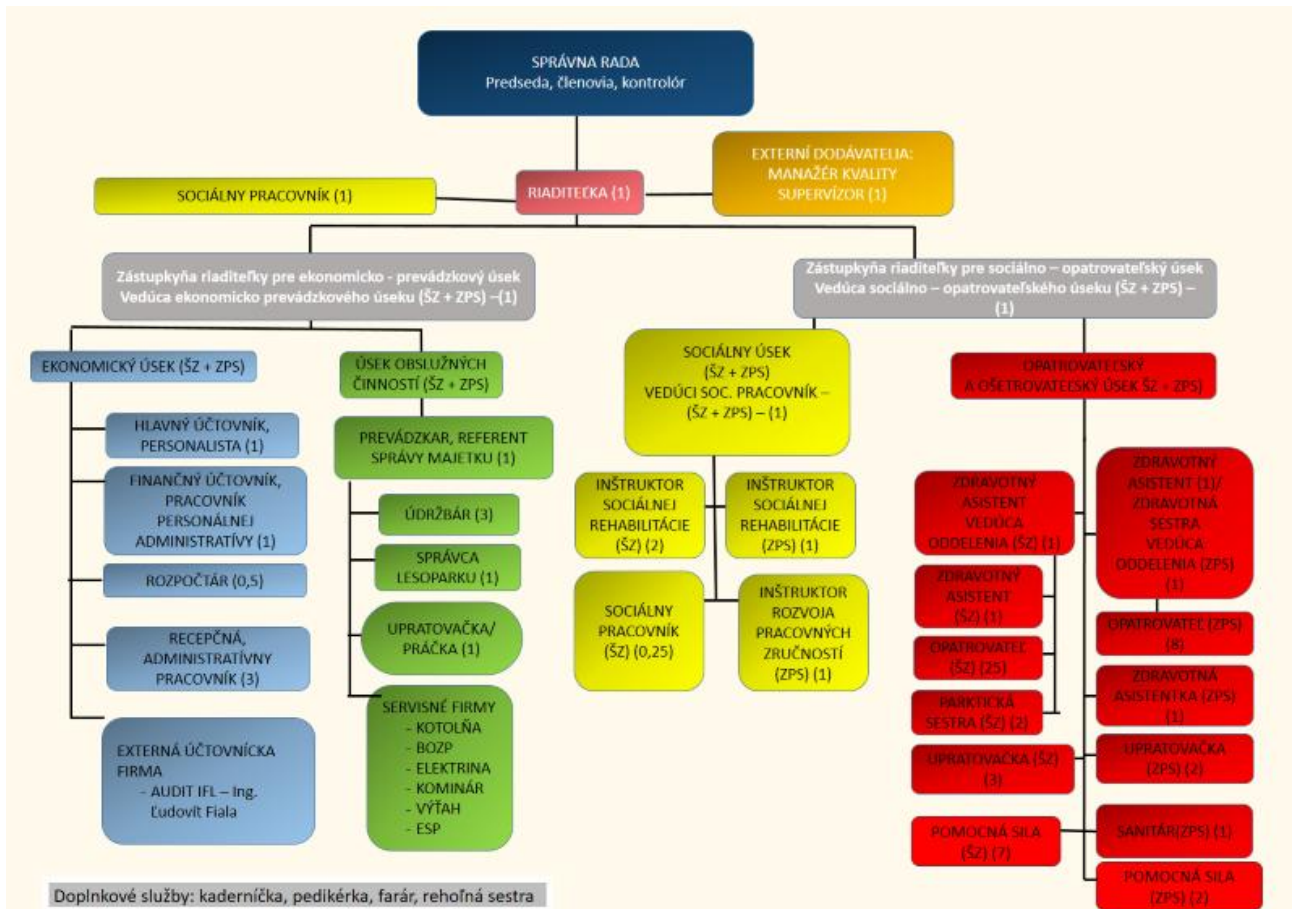 SPRÁVNA RADA
Predseda, členovia, kontrolór
EXTERNÍ DODÁVATELIA:
MANAŽÉR KVALITY
SUPERVÍZOR (1)
SOCIÁLNY PRACOVNÍK (1)
RIADITEĽKA (1)
Zástupkyňa riaditeľky pre ekonomicko - prevádzkový úsek
Vedúca ekonomicko prevádzkového úseku (ŠZ + ZPS) –(1)
Zástupkyňa riaditeľky pre sociálno – opatrovateľský úsek
Vedúca sociálno – opatrovateľského úseku (ŠZ + ZPS) –
(1)
EKONOMICKÝ ÚSEK (ŠZ + ZPS)
HLAVNÝ ÚČTOVNÍK,
PERSONALISTA (1)
FINANČNÝ ÚČTOVNÍK,
PRACOVNÍK
PERSONÁLNEJ
ADMINISTRATÍVY (1)
ROZPOČTÁR (0,5)
RECEPČNÁ,
ADMINISTRATÍVNY
PRACOVNÍK (3)
EXTERNÁ ÚČTOVNÍCKA
FIRMA
- AUDIT IFL – Ing.
Ľudovít Fiala
ÚSEK OBSLUŽNÝCH
ČINNOSTÍ (ŠZ + ZPS)
PREVÁDZKAR, REFERENT
SPRÁVY MAJETKU (1)
ÚDRŽBÁR (3)
SPRÁVCA
LESOPARKU (1)
UPRATOVAČKA/
PRÁČKA (1)
SERVISNÉ FIRMY
- KOTOLŇA
- BOZP
- ELEKTRINA
- KOMINÁR
- VÝŤAH
- ESP
SOCIÁLNY ÚSEK
(ŠZ + ZPS)
VEDÚCI SOC. PRACOVNÍK –
(ŠZ + ZPS) – (1)
INŠTRUKTOR
SOCIÁLNEJ
REHABILITÁCIE
(ŠZ) (2)
INŠTRUKTOR
SOCIÁLNEJ
REHABILITÁCIE
(ZPS) (1)
SOCIÁLNY
PRACOVNÍK
(ŠZ) (0,25)
INŠTRUKTOR
ROZVOJA
PRACOVNÝCH
ZRUČNOSTÍ
(ZPS) (1)
OPATROVATEĽSKÝ
A OŠETROVATEĽSKÝ ÚSEK ŠZ + ZPS)
ZDRAVOTNÝ
ASISTENT
VEDÚCA
ODDELENIA (ŠZ) (1)
ZDRAVOTNÝ
ASISTENT
(ŠZ) (1)
OPATROVATEĽ
(ŠZ) (25)
PARKTICKÁ
SESTRA (ŠZ) (2)
UPRATOVAČKA (ŠZ)
(3)
POMOCNÁ SILA
(ŠZ) (7)
ZDRAVOTNÝ
ASISTENT (1)/
ZDRAVOTNÁ
SESTRA
VEDÚCA
ODDELENIA (ZPS)
(1)
OPATROVATEĽ (ZPS)
(8)
ZDRAVOTNÁ
ASISTENTKA (ZPS)
(1)
UPRATOVAČKA
(ZPS) (2)
SANITÁR(ZPS) (1)
POMOCNÁ SILA
(ZPS) (2)
Doplnkové služby: kaderníčka, pedikérka, farár, rehoľná sestra